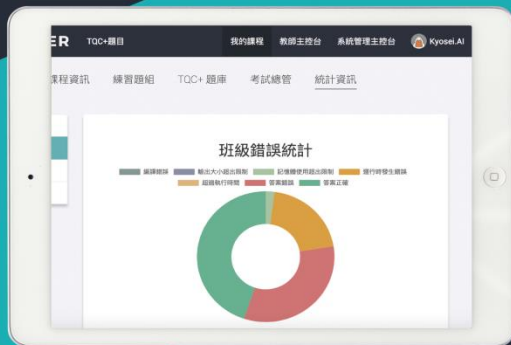 ER TQC+題目 我的課程 教師主控台 系統管理主控台 Kyosei.AI
課程資訊 練習題組 TQC+ 題庫 考試總管 統計資訊
班級錯誤統計
編譯錯誤 輸出大小超出限制 記憶體使用超出限制 運行時發生錯誤
超過執行時間 答案錯誤 答案正確